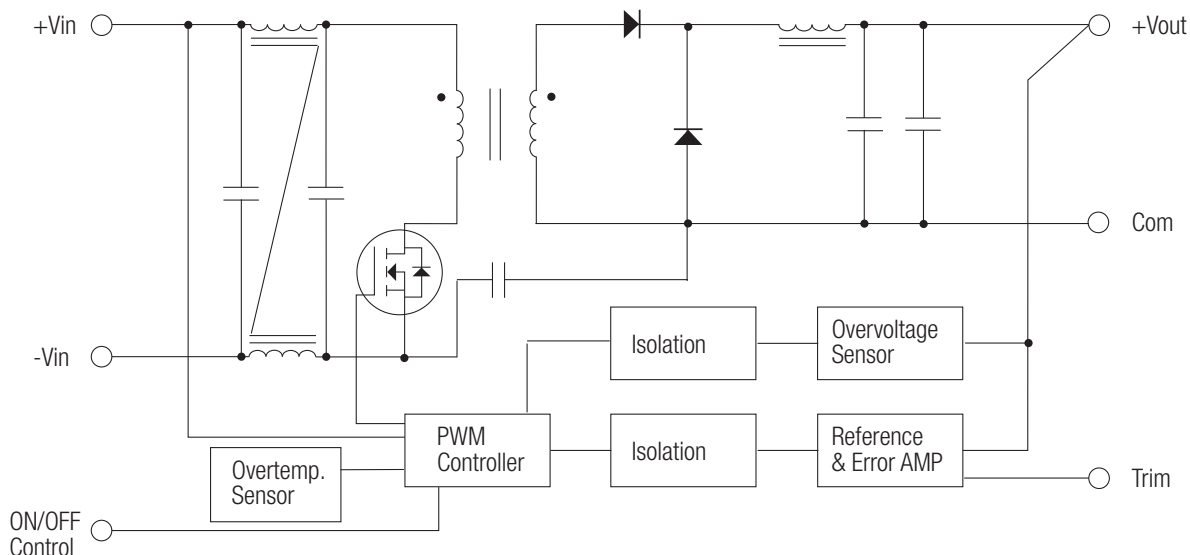 +Vin
+Vout
Com
-Vin
Isolation
Overvoltage
Sensor
PWM
Controller
Isolation
Reference
& Error AMP
Overtemp.
Sensor
Trim
ON/OFF
Control